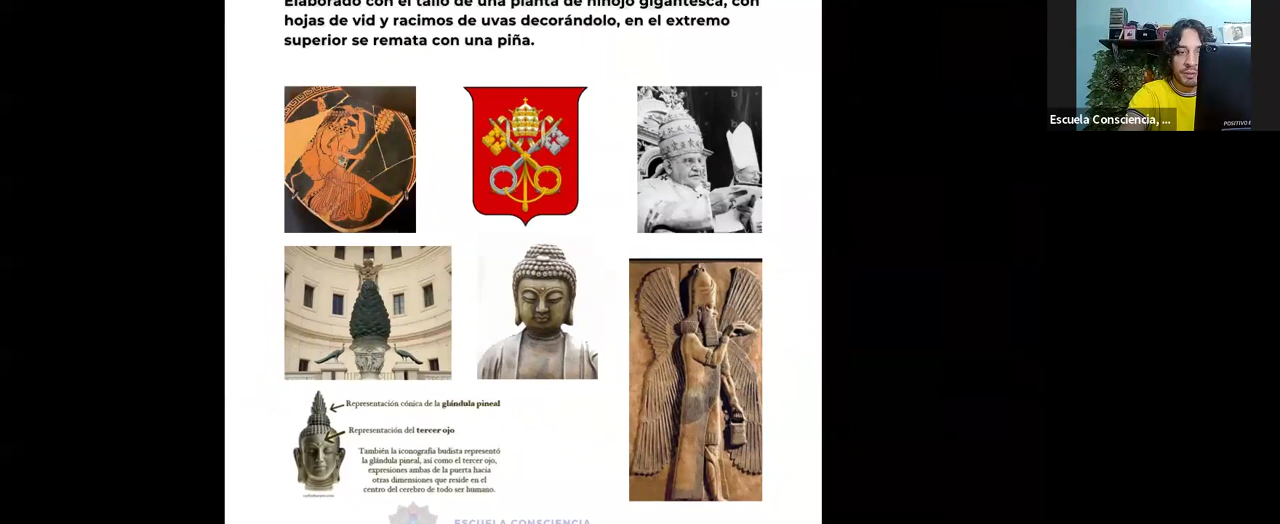 Elaborado con el tallo de una planta de hinojo gigantesca, con
hojas de vid y racimos de uvas decorándolo, en el extremo
superior se remata con una piña.
Escuela Consciencia, ...
POSITIVO
Representación cónica de la glándula pineal
Representación del tercer ojo
También la iconografía budista representó
la glándula pineal, así como el tercer ojo,
expresiones ambas de la puerta hacia
otras dimensiones que reside en el
centro del cerebro de todo ser humano.
ESCUELA CONSCIENCIA